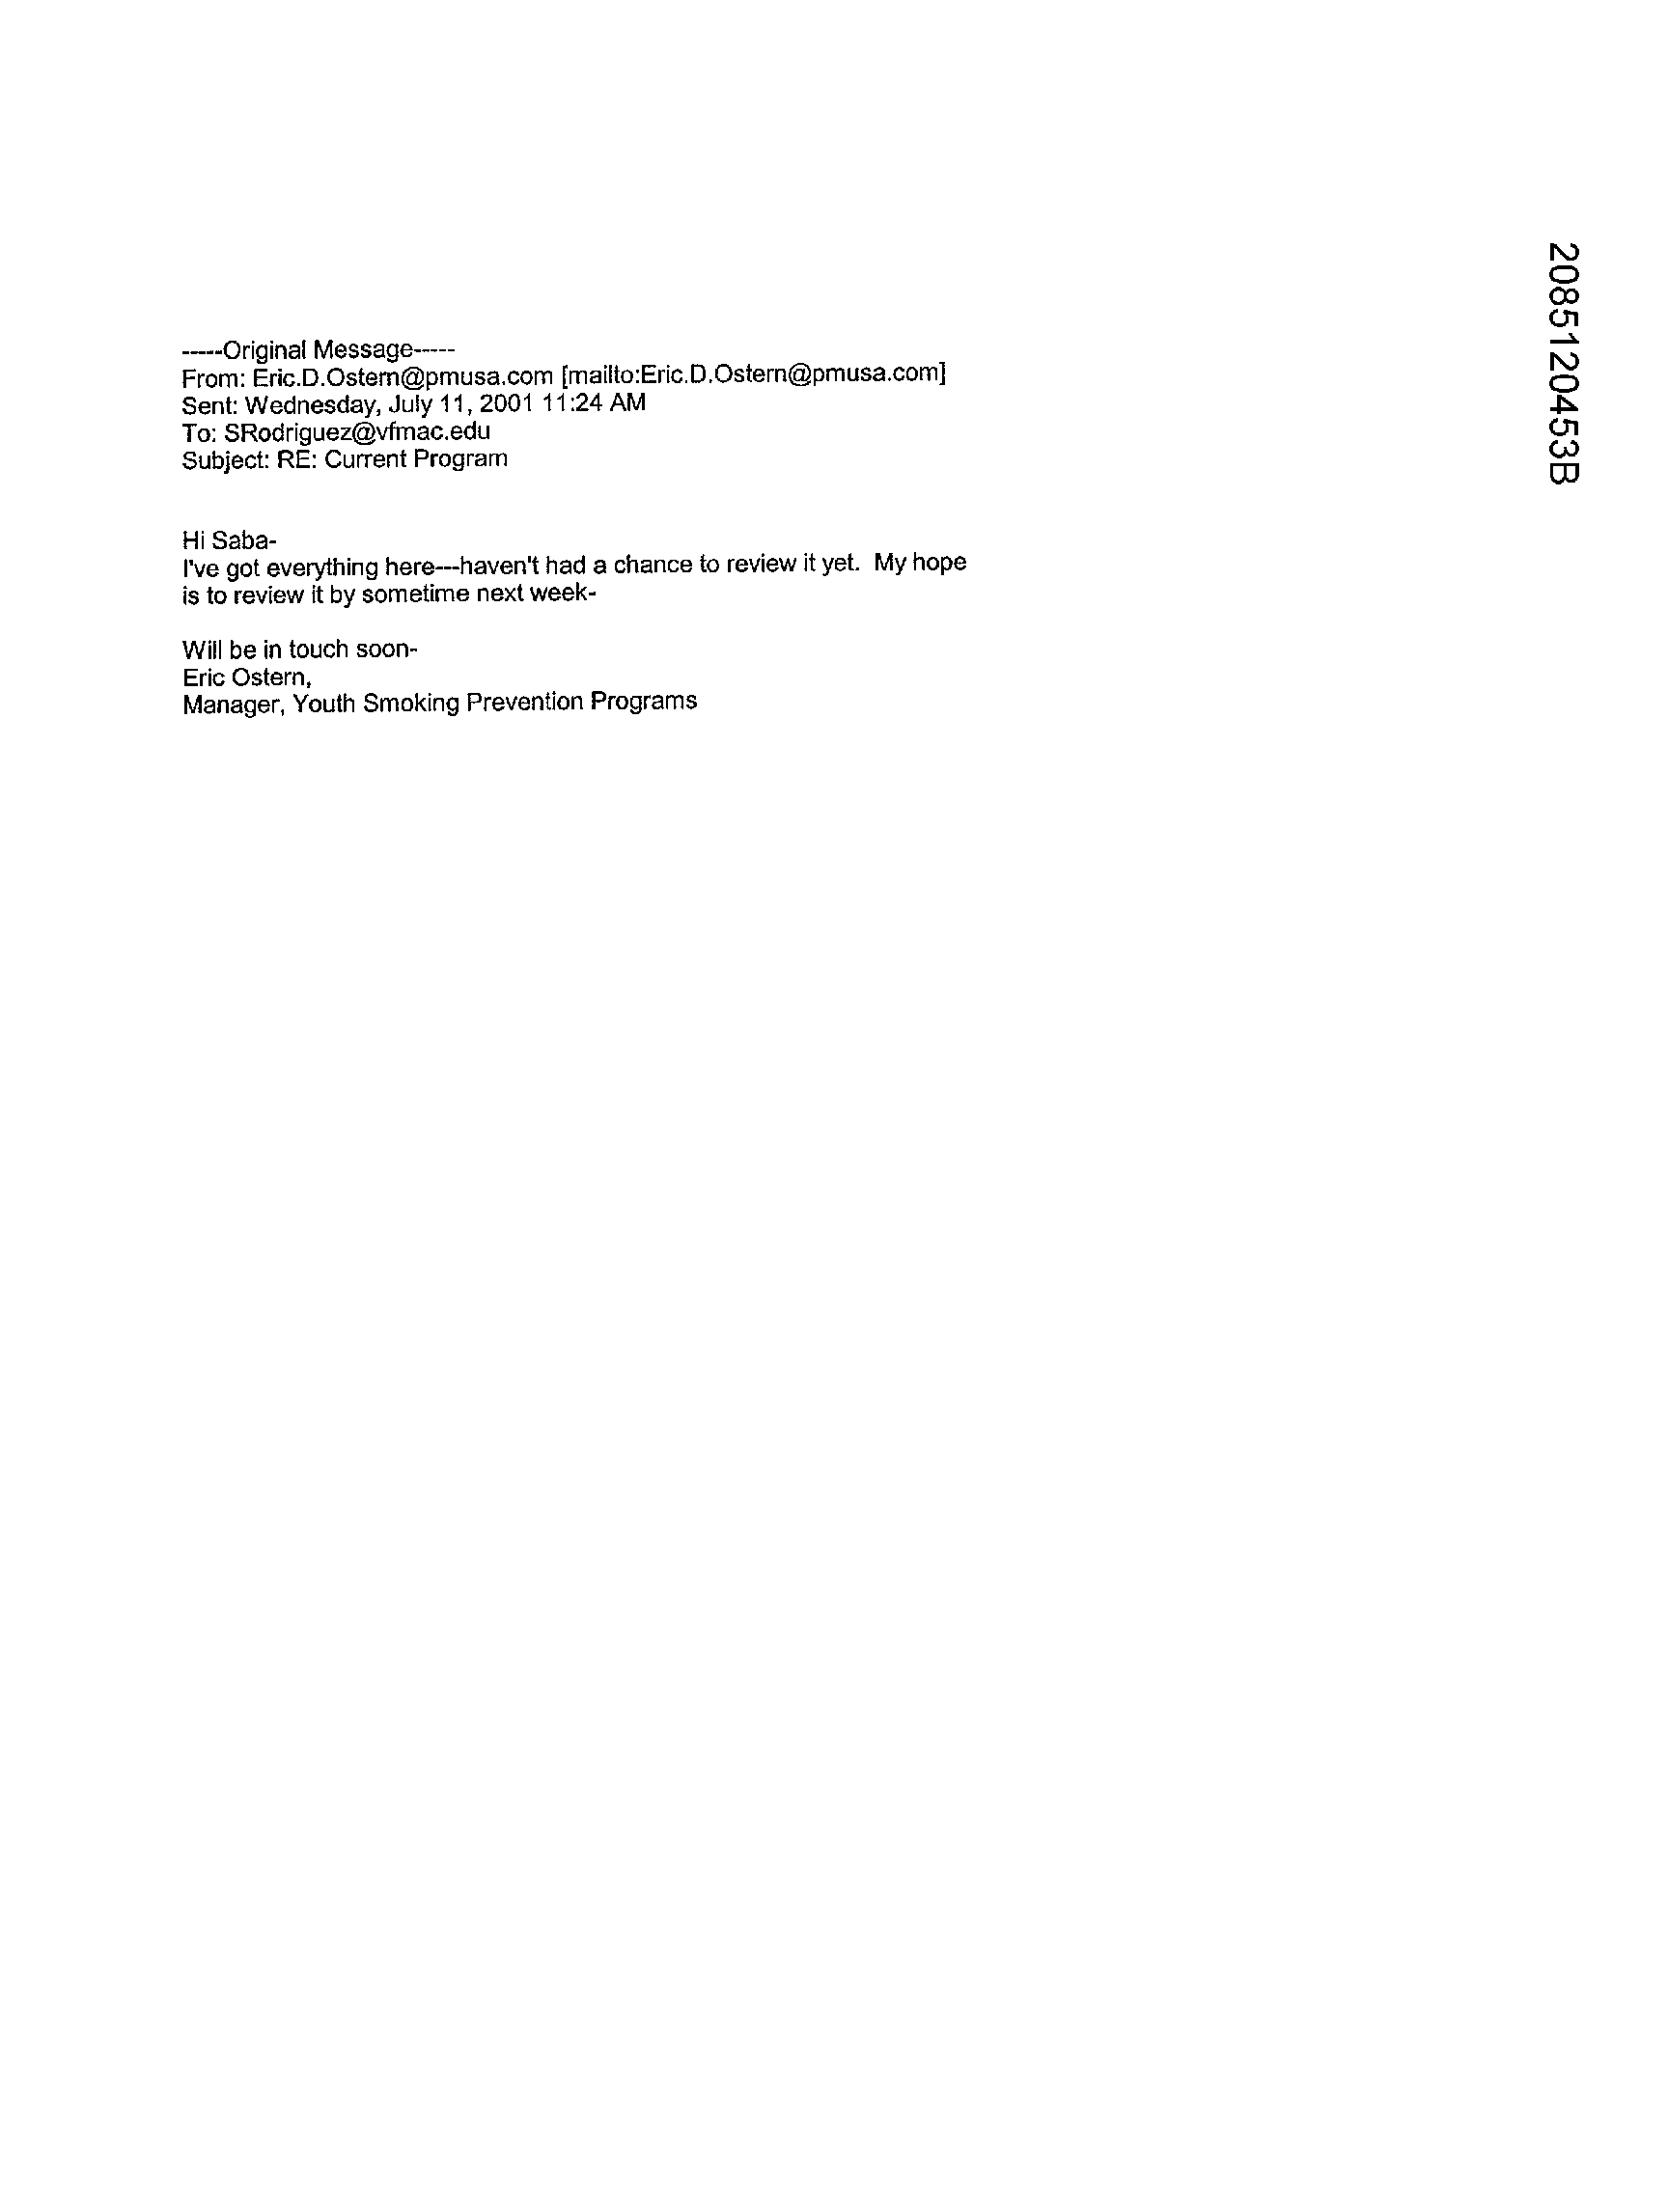 2085120453B
-----Original Message-----
From: Eric.D.Ostern@pmusa.com [mailto:Eric.D.Ostern@pmusa.com]
Sent: Wednesday, July 11, 2001 11:24 AM
To: SRodriguez@vfmac.edu
Subject: RE: Current Program
Hi Saba-
I've got everything here---haven't had a chance to review it yet.  My hope
is to review it by sometime next week-
Will be in touch soon-
Eric Ostern,
Manager, Youth Smoking Prevention Programs